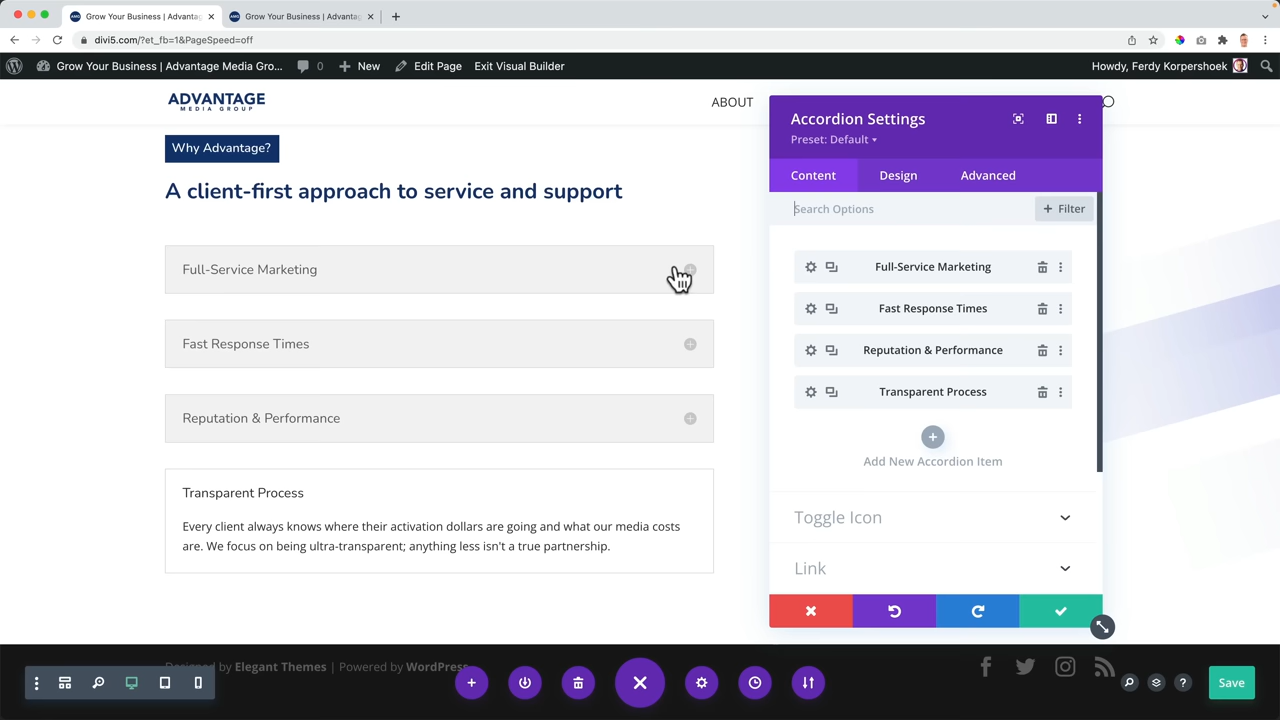 Grow Your Business | Advantag
Grow Your Business | Advantag
divi5.com/?et_fb=1&PageSpeed=off
Grow Your Business | Advantage Media Gro...
0
New
Edit Page
Exit Visual Builder
Howdy, Ferdy Korpershoek
ADVANTAGE
MEDIA GROUP
ABOUT
Why Advantage?
A client-first approach to service and support
Full-Service Marketing
Fast Response Times
Reputation & Performance
Transparent Process
Every client always knows where their activation dollars are going and what our media costs
are. We focus on being ultra-transparent; anything less isn't a true partnership.
Accordion Settings
Preset: Default
Content
Design
Advanced
Search Options
+ Filter
Full-Service Marketing
Fast Response Times
Reputation & Performance
Transparent Process
Add New Accordion Item
Toggle Icon
Link
Designed by Elegant Themes | Powered by WordPress
Save